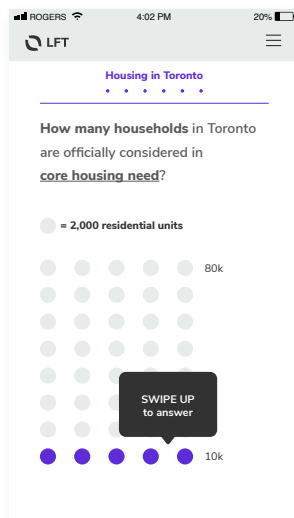 ROGERS 4:02 PM 20%
LFT
Housing in Toronto
How many households in Toronto
are officially considered in
core housing need?
= 2,000 residential units
80k
SWIPE UP
to answer
10k